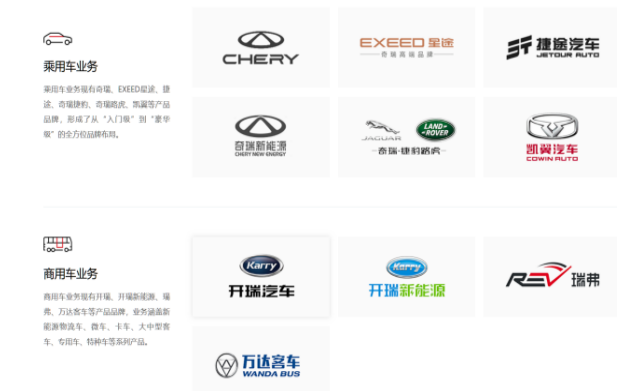 乘用车业务
乘用车业务现有奇瑞、EXEED星途、捷
途、奇瑞捷豹、奇瑞路虎、凯翼等产品
品牌，形成了从“入门级”到“豪华
级”的全方位品牌布局。
CHERY
EXEED 星途
奇瑞高端品牌
捷途汽车
JETOUR AUTO
奇瑞新能源
CHERY NEW ENERGY
JAGUAR
LAND-
ROVER
奇瑞·捷豹路虎
凯翼汽车
COWIN AUTO
商用车业务
商用车业务现有开瑞、开瑞新能源、瑞
弗、万达客车等产品品牌，业务涵盖新
能源物流车、微车、卡车、大中型客
车、专用车、特种车等系列产品。
Karry
开瑞汽车
Karry
开瑞新能源
REV 瑞弗
万达客车
WANDA BUS